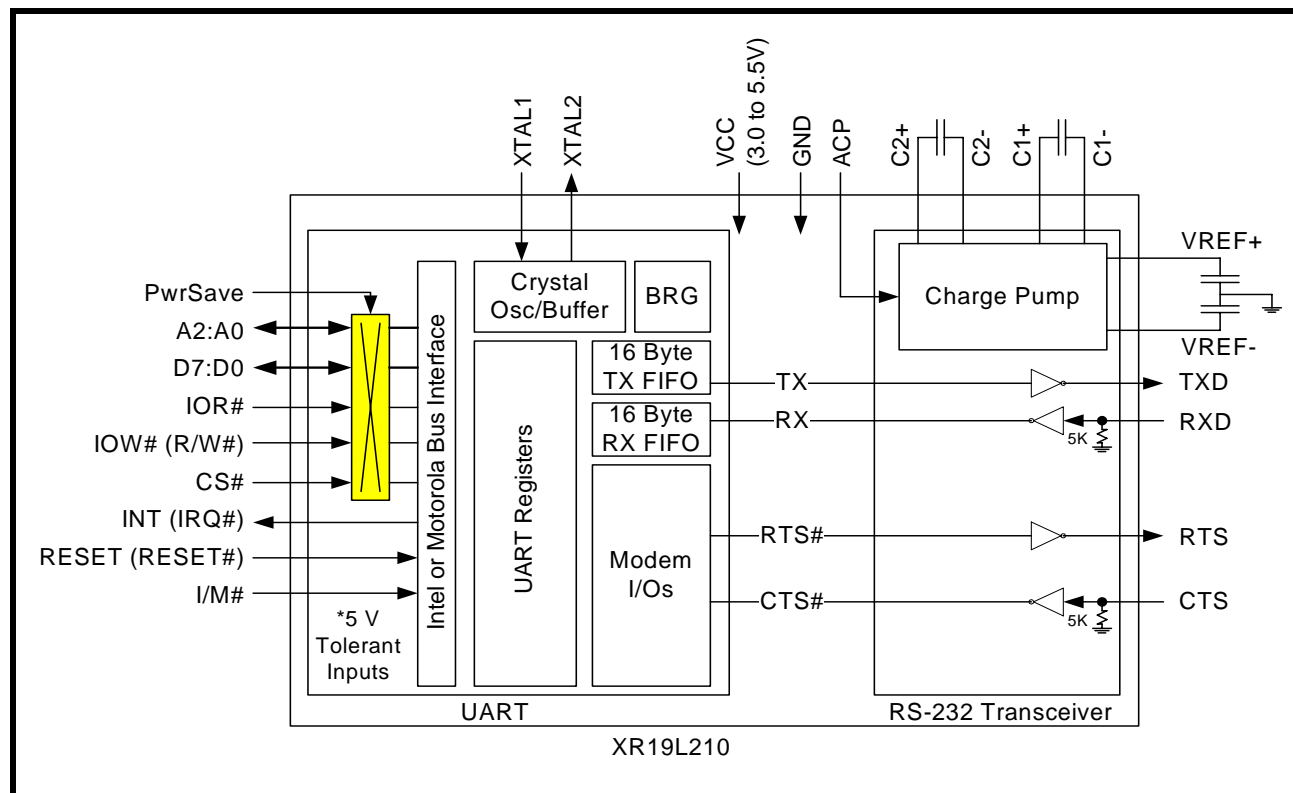 XTAL1
XTAL2
VCC
(3.0 to 5.5V)
GND
ACP
C2+
C2-
C1+
C1-
VREF+
VREF-
PwrSave
A2:A0
D7:D0
IOR#
IOW# (R/W#)
CS#
INT (IRQ#)
RESET (RESET#)
I/M#
*5 V
Tolerant
Inputs
Intel or Motorola Bus Interface
Crystal
Osc/Buffer
BRG
UART Registers
16 Byte
TX FIFO
16 Byte
RX FIFO
Modem
I/Os
Charge Pump
TX
TXD
RX
5K
RXD
RTS#
RTS
CTS#
5K
CTS
UART
RS-232 Transceiver
XR19L210